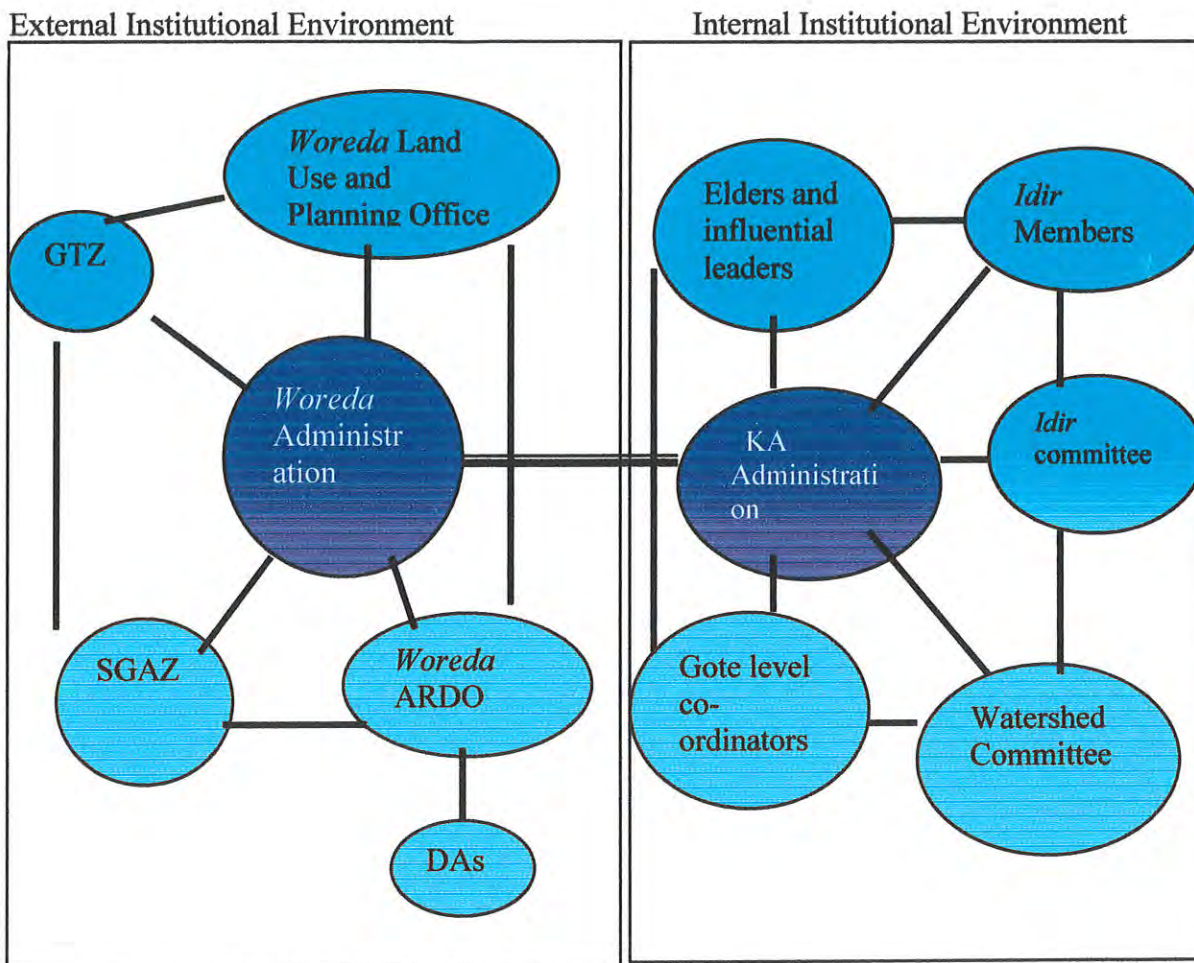 External Institutional Environment
Internal Institutional Environment
Woreda Land
Use and
Planning Office
GTZ
Woreda
Administr
ation
SGAZ
Woreda
ARDO
DAs
Elders and
influential
leaders
Idir
Members
KA
Administrati
on
Idir
committee
Gote level
co-
ordinators
Watershed
Committee